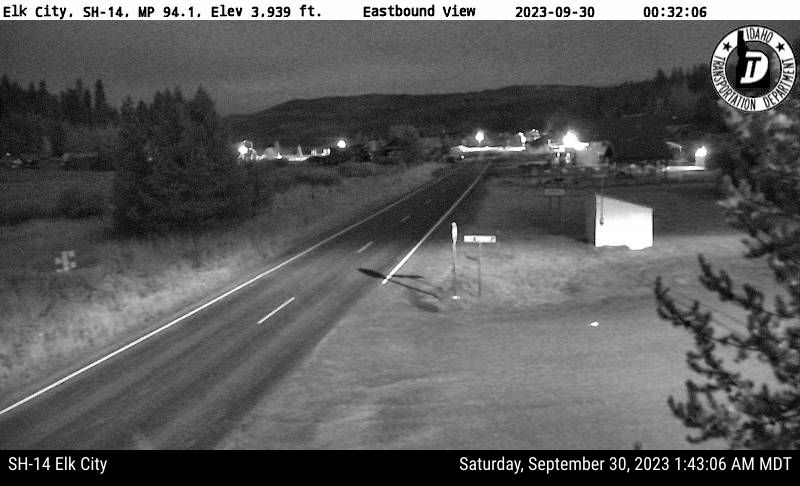 Elk City, SH-14, MP 94.1, Elev 3,939 ft. Eastbound View 2023-09-30 00:32:06
IDAHO
TRANSPORTATION DEPARTMENT
SH-14 Elk City Saturday, September 30, 2023 1:43:06 AM MDT